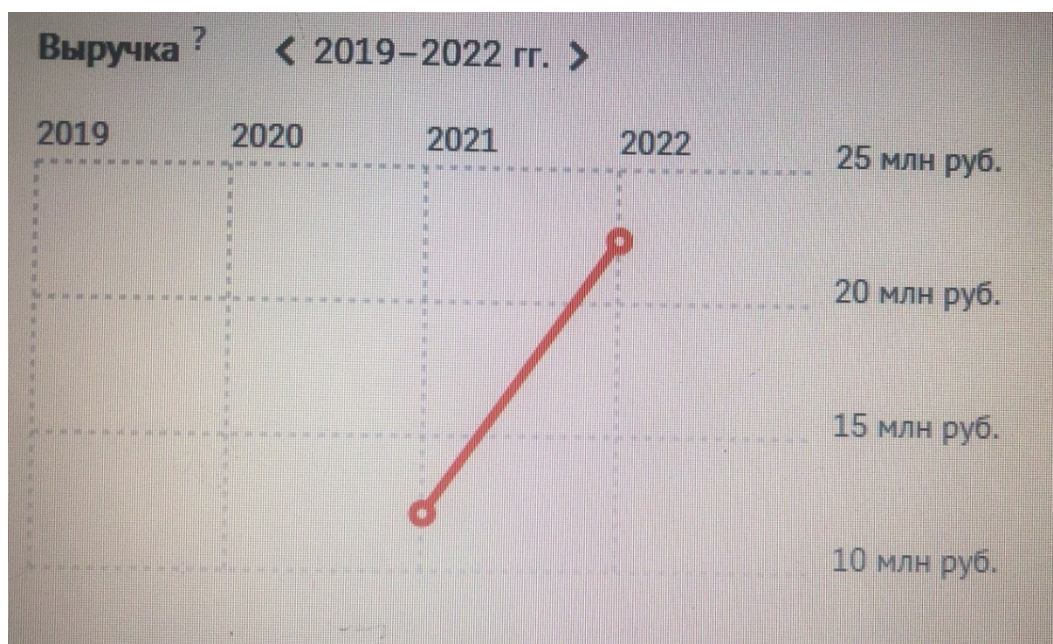 Выручка ? < 2019–2022 гг. >
2019 2020 2021 2022
25 млн руб.
20 млн руб.
15 млн руб.
10 млн руб.